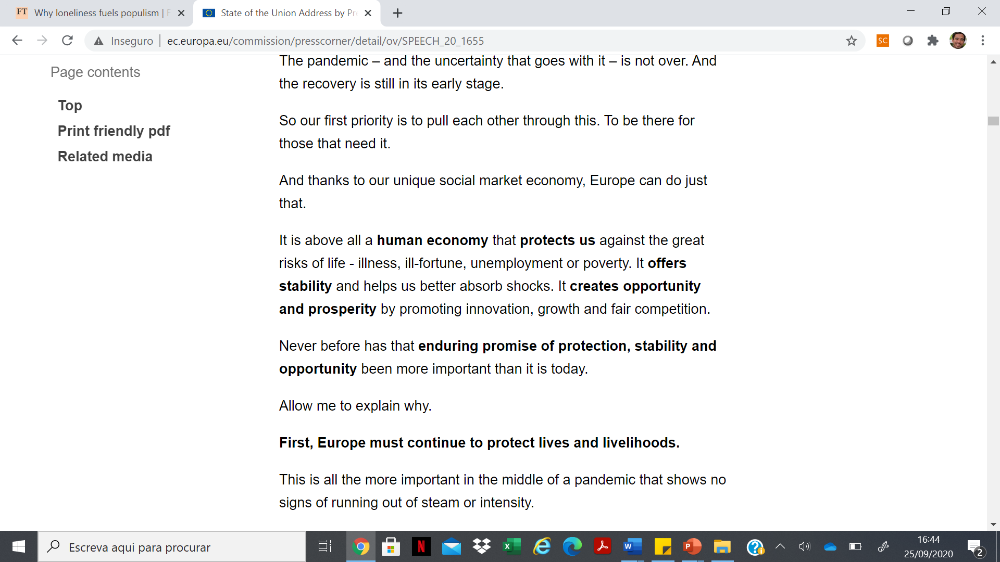 FT Why loneliness fuels populism | F
State of the Union Address by Pre
Inseguro | ec.europa.eu/commission/presscorner/detail/ov/SPEECH_20_1655
SC
Page contents
Top
Print friendly pdf
Related media
The pandemic – and the uncertainty that goes with it – is not over. And
the recovery is still in its early stage.
So our first priority is to pull each other through this. To be there for
those that need it.
And thanks to our unique social market economy, Europe can do just
that.
It is above all a human economy that protects us against the great
risks of life - illness, ill-fortune, unemployment or poverty. It offers
stability and helps us better absorb shocks. It creates opportunity
and prosperity by promoting innovation, growth and fair competition.
Never before has that enduring promise of protection, stability and
opportunity been more important than it is today.
Allow me to explain why.
First, Europe must continue to protect lives and livelihoods.
This is all the more important in the middle of a pandemic that shows no
signs of running out of steam or intensity.
Escreva aqui para procurar
16:44
25/09/2020
2